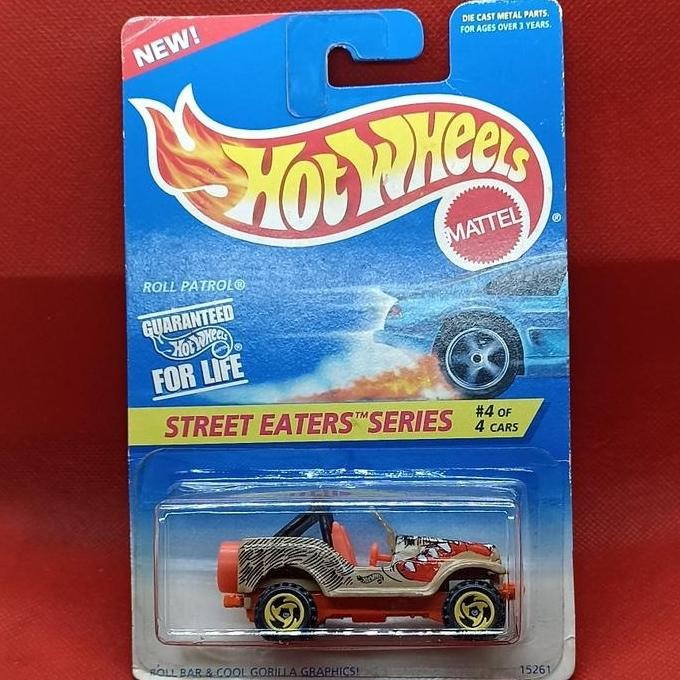 NEW!
DIE CAST METAL PARTS.
FOR AGES OVER 3 YEARS.
HOT WHEELS
MATTEL
®
ROLL PATROL®
GUARANTEED
HOT WHEELS
FOR LIFE
STREET EATERS™ SERIES
#4 OF
4 CARS
ROLL BAR & COOL GORILLA GRAPHICS!
15261